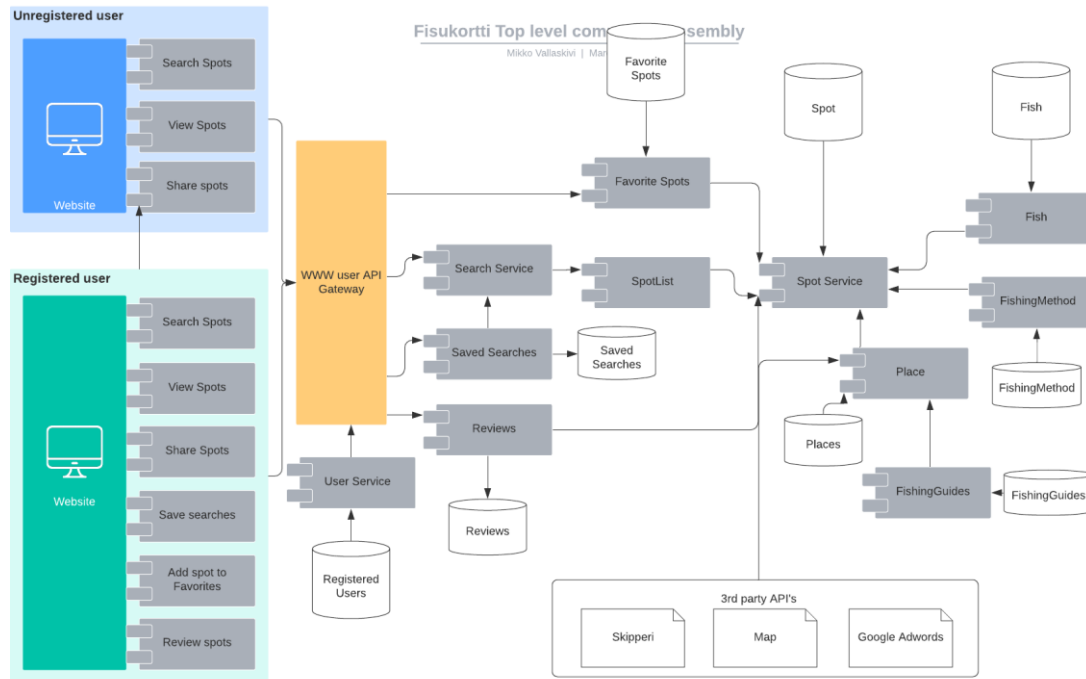 Unregistered user
Search Spots
View Spots
Share spots
Website
Registered user
Search Spots
View Spots
Share Spots
Website
Save searches
Add spot to
Favorites
Review spots
Fisukortti Top level
Mikko Vallaskivi |
Favorite
Spots
Spot
Fish
WWW user API
Gateway
Favorite Spots
Search Service
SpotList
Spot Service
Fish
FishingMethod
Saved Searches
Saved
Searches
Place
FishingMethod
Reviews
Places
User Service
FishingGuides
FishingGuides
Reviews
Registered
Users
3rd party API's
Skipperi
Map
Google Adwords